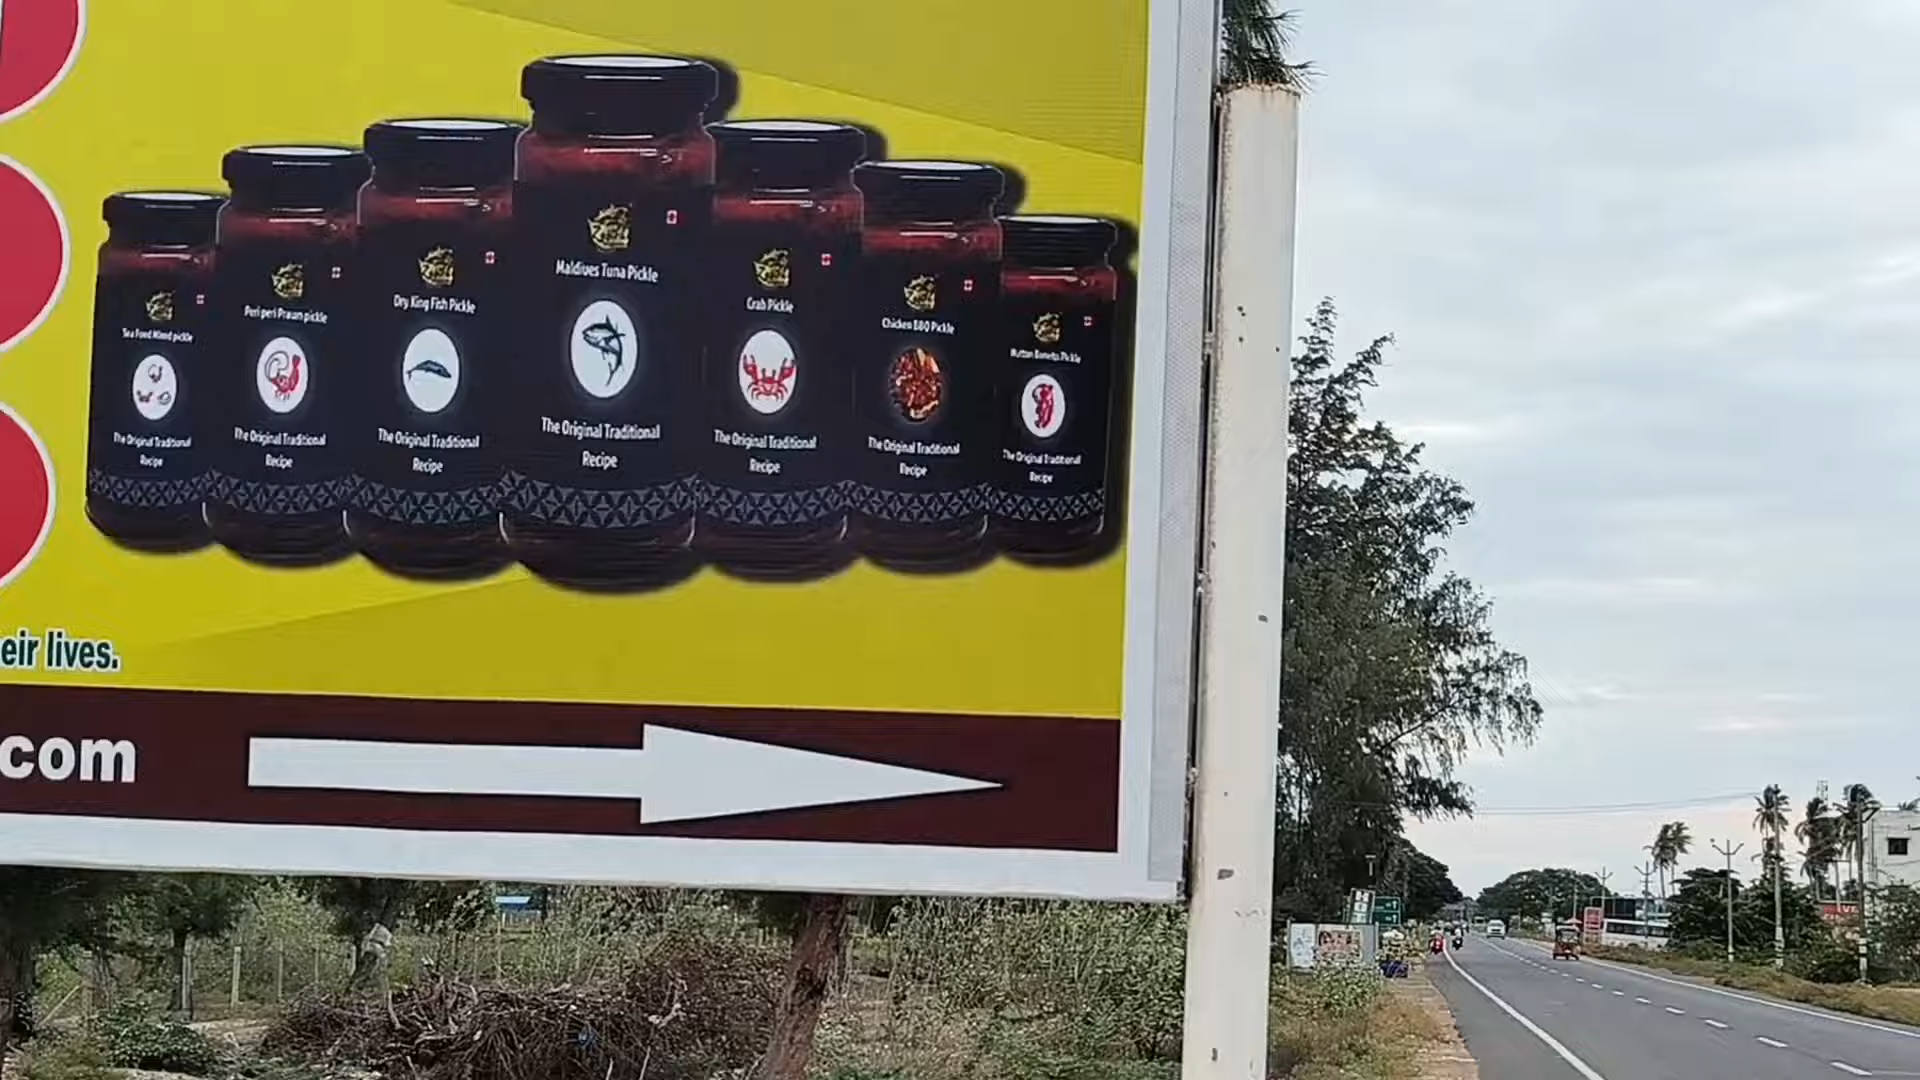 Maldives Tuna Pickle
Dry King Fish Pickle
Crab Pickle
Peri peri Prawn pickle
Chicken BBQ Pickle
Sea Food Mixed pickle
Mutton Boneless Pickle
The Original Traditional
Recipe
The Original Traditional
Recipe
The Original Traditional
Recipe
The Original Traditional
Recipe
The Original Traditional
Recipe
The Original Traditional
Recipe
The Original Traditional
Recipe
eir lives.
com